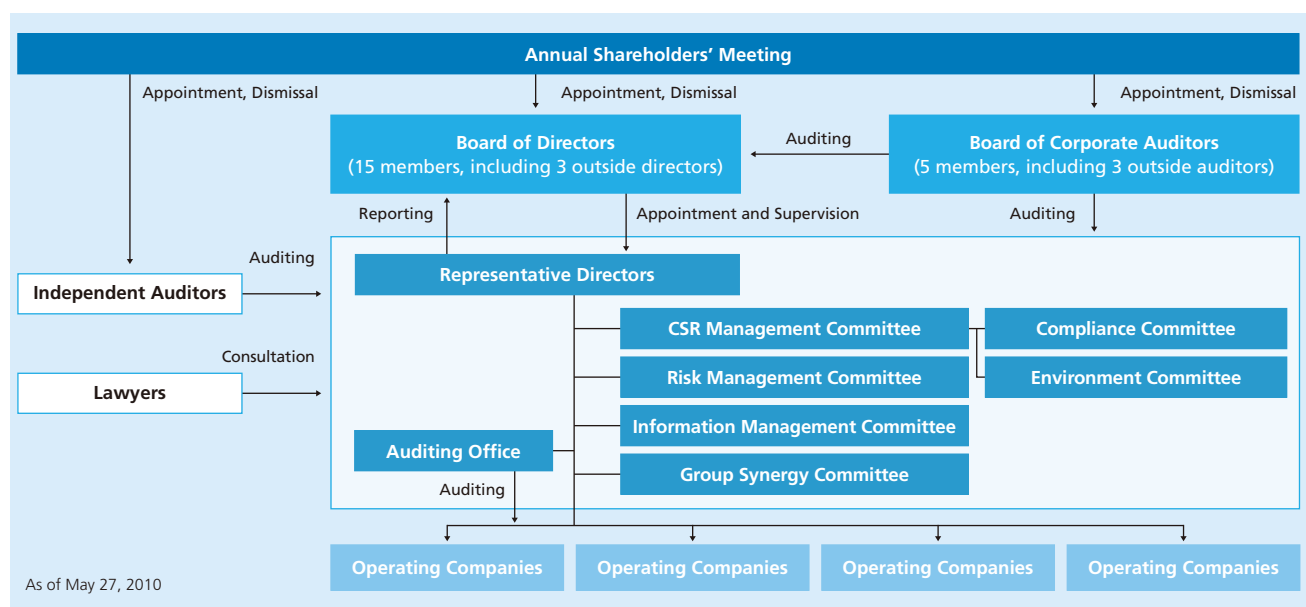 Annual Shareholders' Meeting
Appointment, Dismissal
Appointment, Dismissal
Appointment, Dismissal
Board of Directors
(15 members, including 3 outside directors)
Auditing
Board of Corporate Auditors
(5 members, including 3 outside auditors)
Reporting
Appointment and Supervision
Auditing
Auditing
Independent Auditors
Representative Directors
CSR Management Committee
Compliance Committee
Consultation
Lawyers
Risk Management Committee
Environment Committee
Information Management Committee
Auditing Office
Group Synergy Committee
Auditing
Operating Companies
Operating Companies
Operating Companies
Operating Companies
As of May 27, 2010